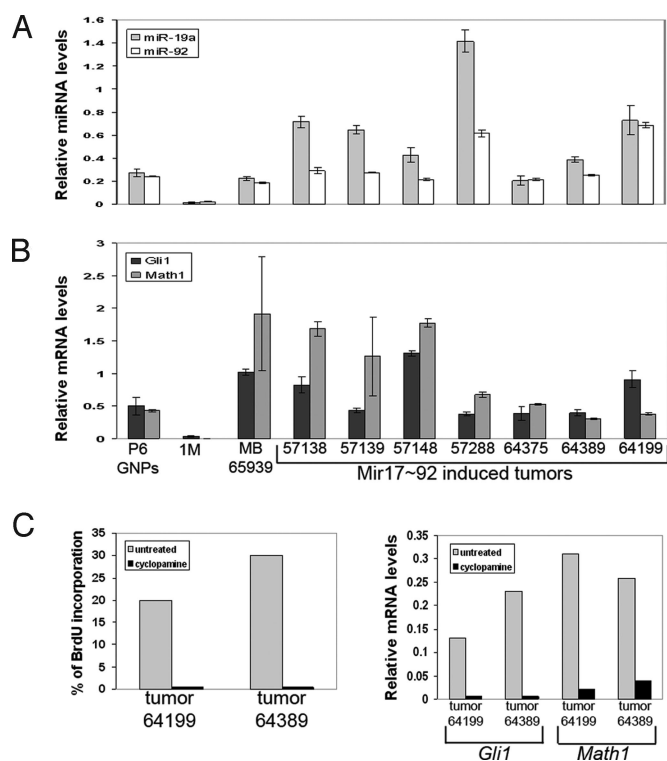 A
Relative miRNA levels
1.6
1.4
1.2
1
0.8
0.6
0.4
0.2
0
miR-19a
miR-92
B
Relative mRNA levels
3
2.5
2
1.5
1
0.5
0
Gli1
Math1
P6 GNPs
1M
MB 65939
57138
57139
57148
57288
64375
64389
64199
Mir17~92 induced tumors
C
% of BrdU incorporation
35
30
25
20
15
10
5
0
untreated
cyclopamine
tumor 64199
tumor 64389
Relative mRNA levels
0.35
0.3
0.25
0.2
0.15
0.1
0.05
0
untreated
cyclopamine
tumor 64199
tumor 64389
tumor 64199
tumor 64389
Gli1
Math1